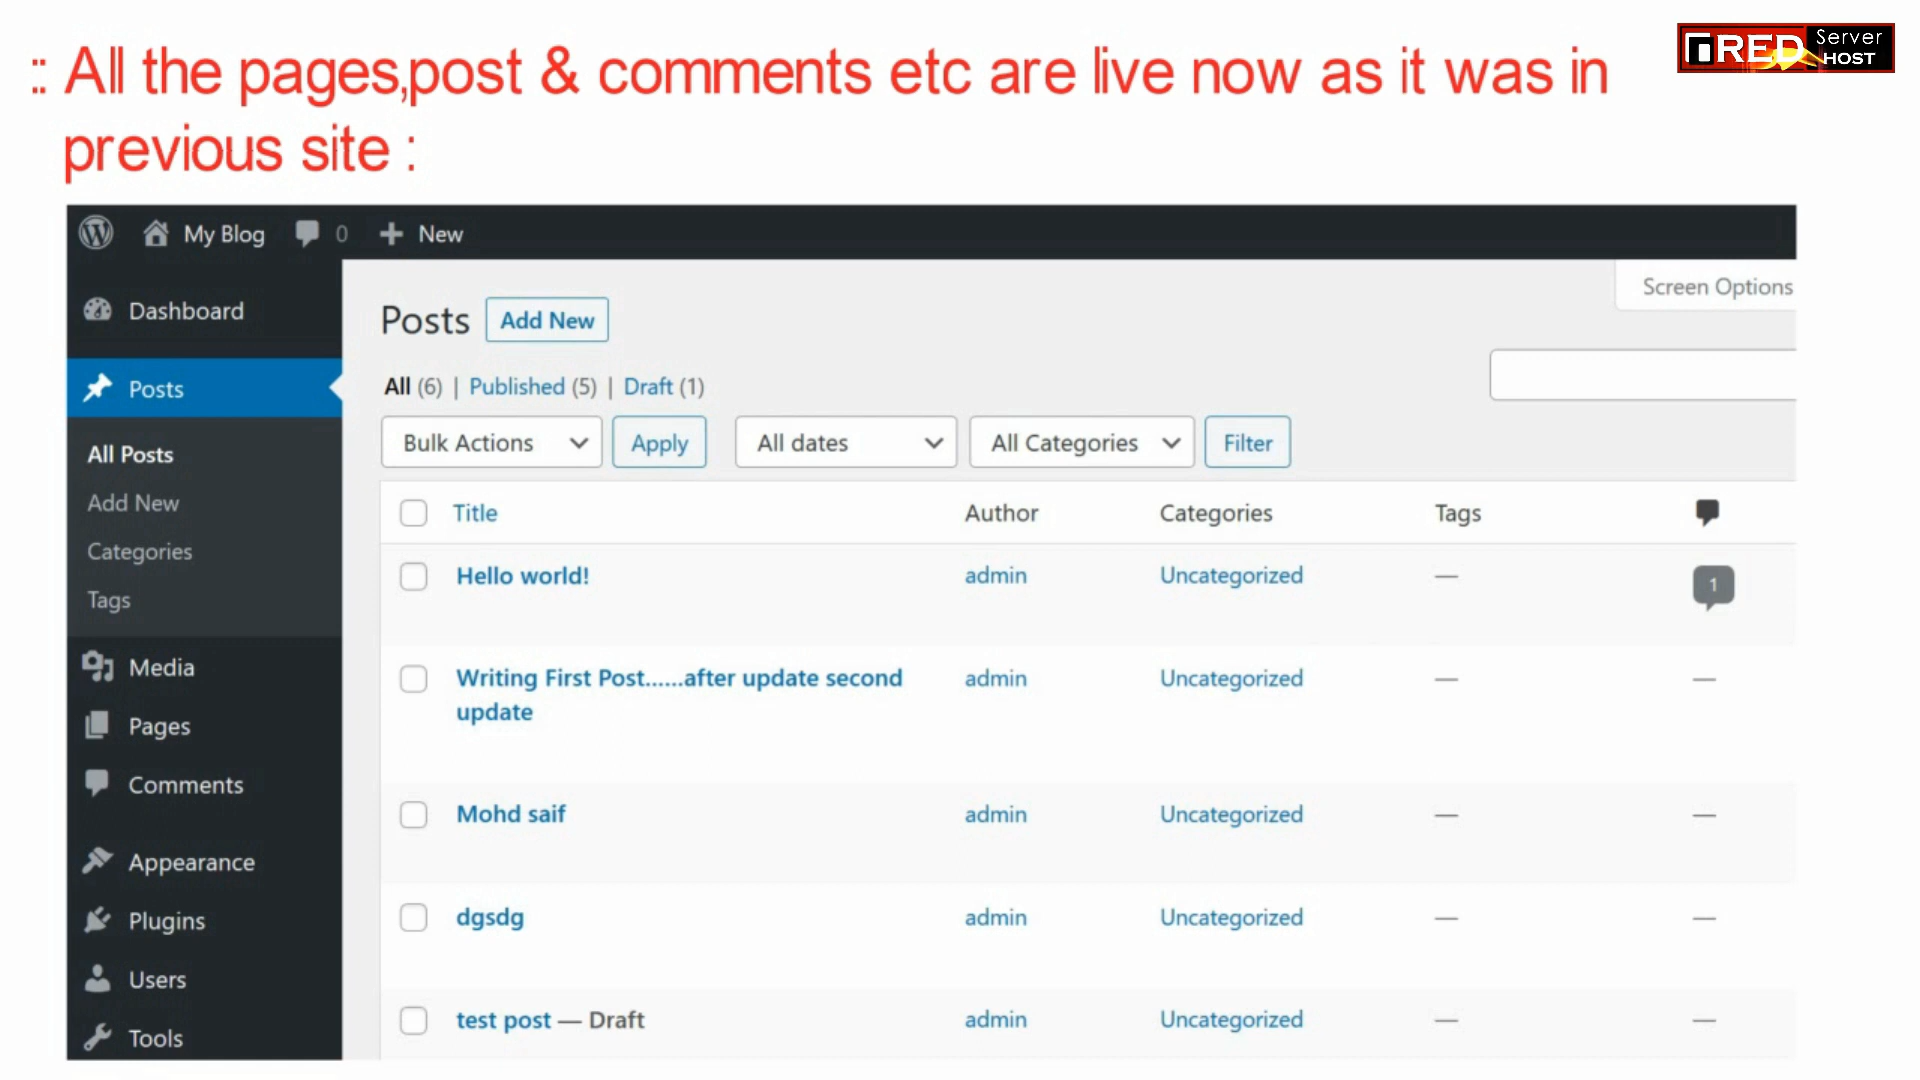 :: All the pages,post & comments etc are live now as it was in
previous site :
RED Server
HOST
My Blog 0 + New
Screen Options
Dashboard
Posts
All Posts
Add New
Categories
Tags
Media
Pages
Comments
Appearance
Plugins
Users
Tools
Posts Add New
All (6) | Published (5) | Draft (1)
Bulk Actions Apply All dates All Categories Filter
Title Author Categories Tags
Hello world! admin Uncategorized — 1
Writing First Post......after update second
update admin Uncategorized — —
Mohd saif admin Uncategorized — —
dgsdg admin Uncategorized — —
test post — Draft admin Uncategorized — —